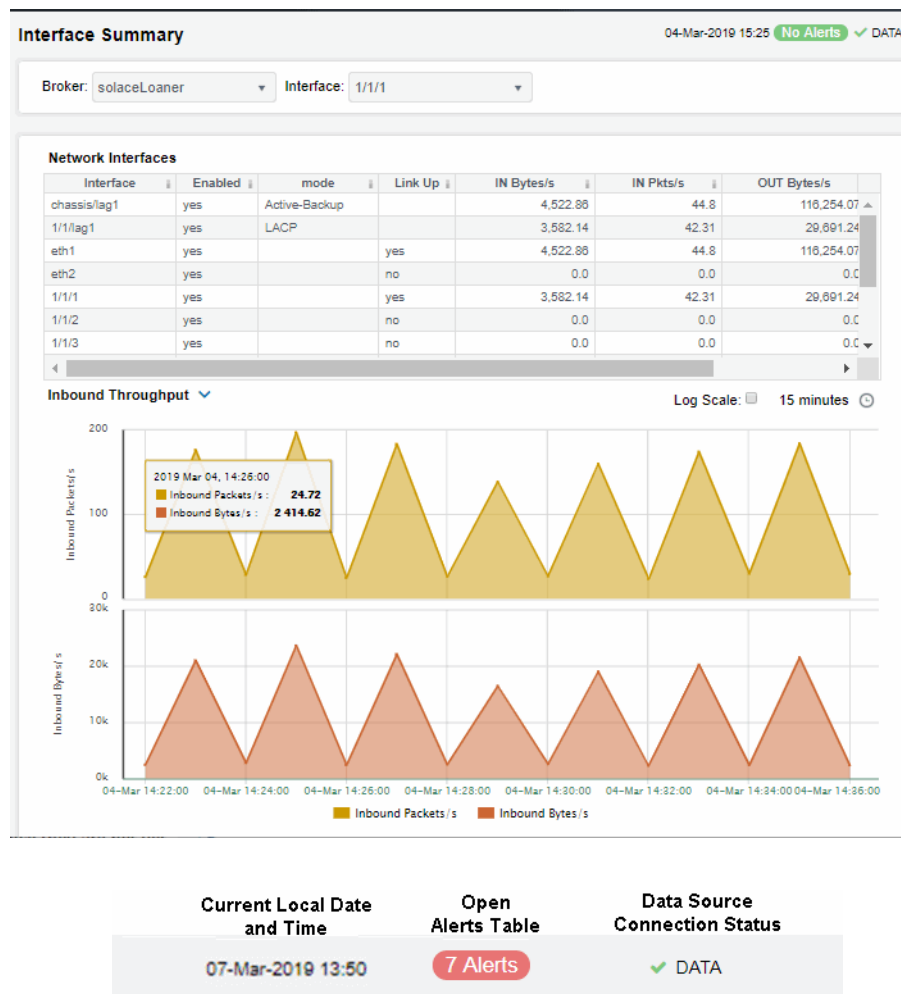 Interface Summary
04-Mar-2019 15:25 No Alerts DATA
Broker: solaceLoaner Interface: 1/1/1
Network Interfaces
Interface Enabled mode Link Up IN Bytes/s IN Pkts/s OUT Bytes/s
chassis/lag1 yes Active-Backup 4,522.86 44.8 116,254.07
1/1/lag1 yes LACP 3,582.14 42.31 29,691.24
eth1 yes yes 4,522.86 44.8 116,254.07
eth2 yes no 0.0 0.0 0.0
1/1/1 yes yes 3,582.14 42.31 29,691.24
1/1/2 yes no 0.0 0.0 0.0
1/1/3 yes no 0.0 0.0 0.0
Inbound Throughput
Log Scale: 15 minutes
200
100
0
Inbound Packets/s
2019 Mar 04, 14:26:00
Inbound Packets/s : 24.72
Inbound Bytes/s : 2 414.62
30k
20k
10k
0k
Inbound Bytes/s
04-Mar 14:22:00 04-Mar 14:24:00 04-Mar 14:26:00 04-Mar 14:28:00 04-Mar 14:30:00 04-Mar 14:32:00 04-Mar 14:34:00 04-Mar 14:36:00
Inbound Packets/s Inbound Bytes/s
Current Local Date Open Data Source
and Time Alerts Table Connection Status
07-Mar-2019 13:50 7 Alerts DATA